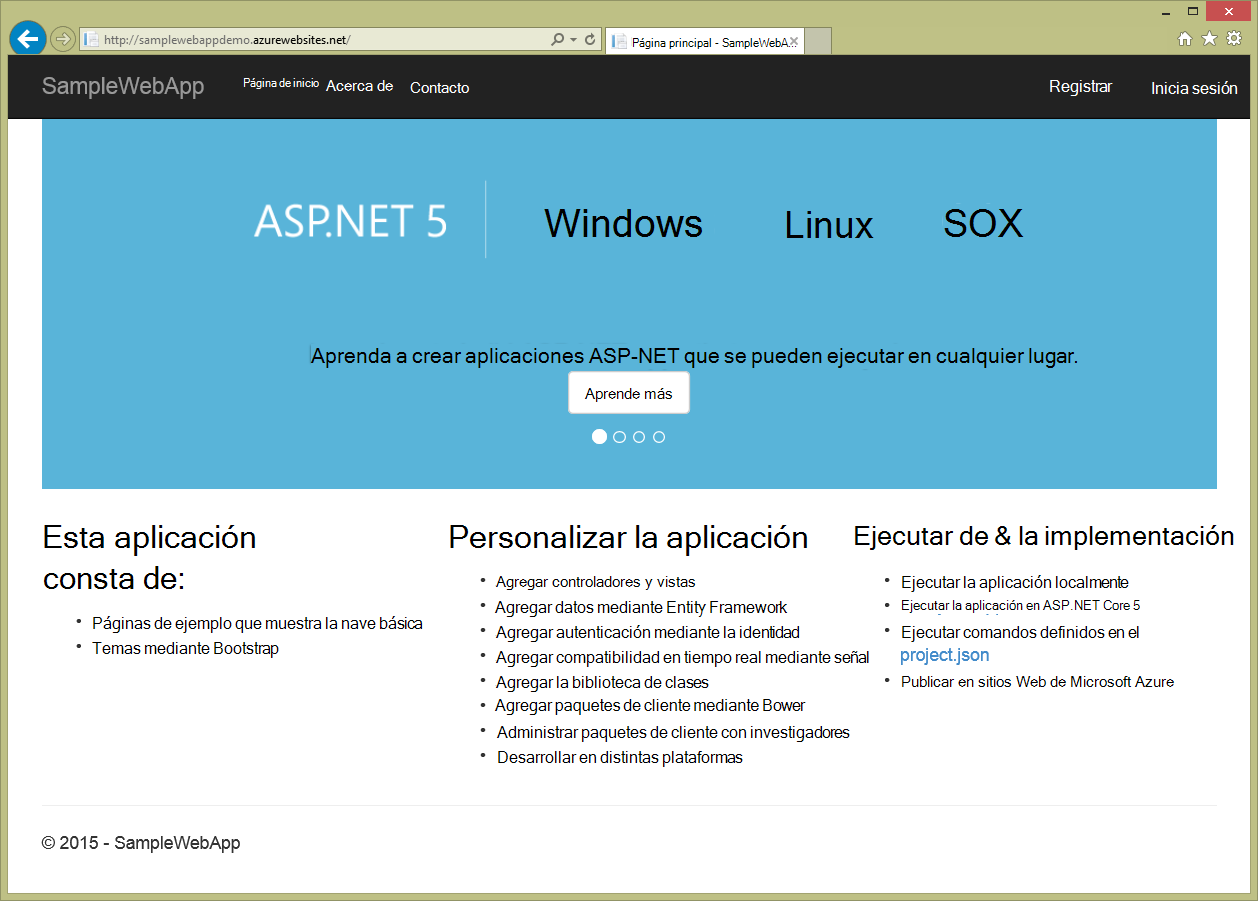 http://samplewebappdemo.azurewebsites.net/
Página principal - SampleWebA...
SampleWebApp
Página de inicio
Acerca de
Contacto
Registrar
Inicia sesión
ASP.NET 5
Windows
Linux
SOX
Aprenda a crear aplicaciones ASP-NET que se pueden ejecutar en cualquier lugar.
Aprende más
Esta aplicación
consta de:
• Páginas de ejemplo que muestra la nave básica
• Temas mediante Bootstrap
Personalizar la aplicación
• Agregar controladores y vistas
• Agregar datos mediante Entity Framework
• Agregar autenticación mediante la identidad
• Agregar compatibilidad en tiempo real mediante señal
• Agregar la biblioteca de clases
• Agregar paquetes de cliente mediante Bower
• Administrar paquetes de cliente con investigadores
• Desarrollar en distintas plataformas
Ejecutar de & la implementación
• Ejecutar la aplicación localmente
• Ejecutar la aplicación en ASP.NET Core 5
• Ejecutar comandos definidos en el
project.json
• Publicar en sitios Web de Microsoft Azure
© 2015 - SampleWebApp